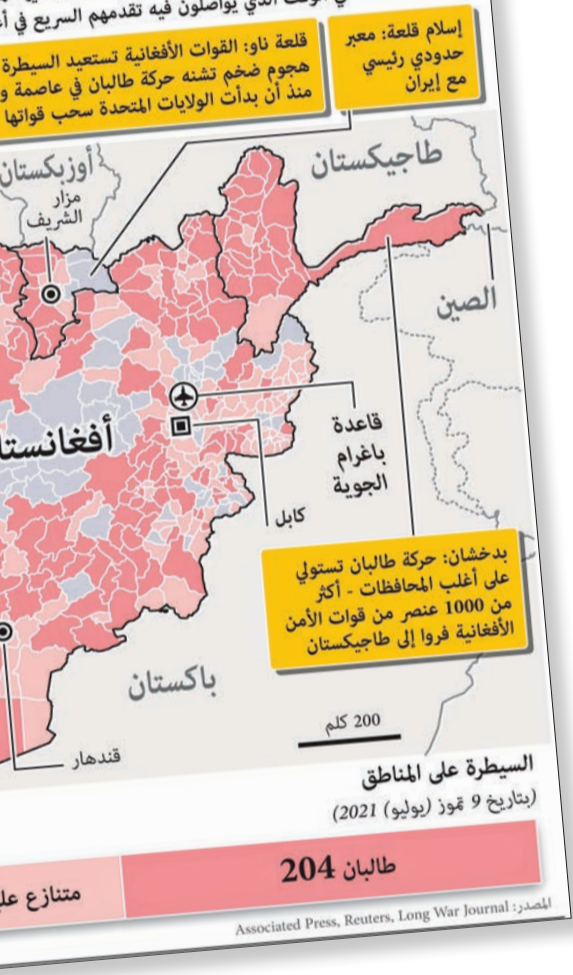 الوقت الذي يواصلون فيه تقدمهم السريع في
إسلام قلعة: معبر
حدودي رئيسي
مع إيران
قلعة ناو: القوات الأفغانية تستعيد السيطرة
هجوم ضخم تشنه حركة طالبان في عاصمة
منذ أن بدأت الولايات المتحدة سحب قواتها
طاجيكستان
أوزبكستان
مزار
الشريف
الصين
أفغانستا
قاعدة
باغرام
الجوية
كابل
بدخشان: حركة طالبان تستولي
على أغلب المحافظات - أكثر
من 1000 عنصر من قوات الأمن
الأفغانية فروا إلى طاجيكستان
باكستان
200 كلم
قندهار
السيطرة على المناطق
(بتاريخ 9 تموز (يوليو) 2021)
طالبان 204
متنازع
المصدر: Associated Press, Reuters, Long War Journal